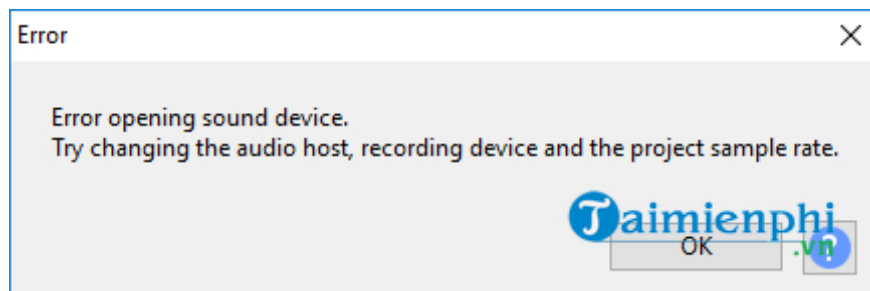 Error
Error opening sound device.
Try changing the audio host, recording device and the project sample rate.
Taimienphi
.vn
OK
?